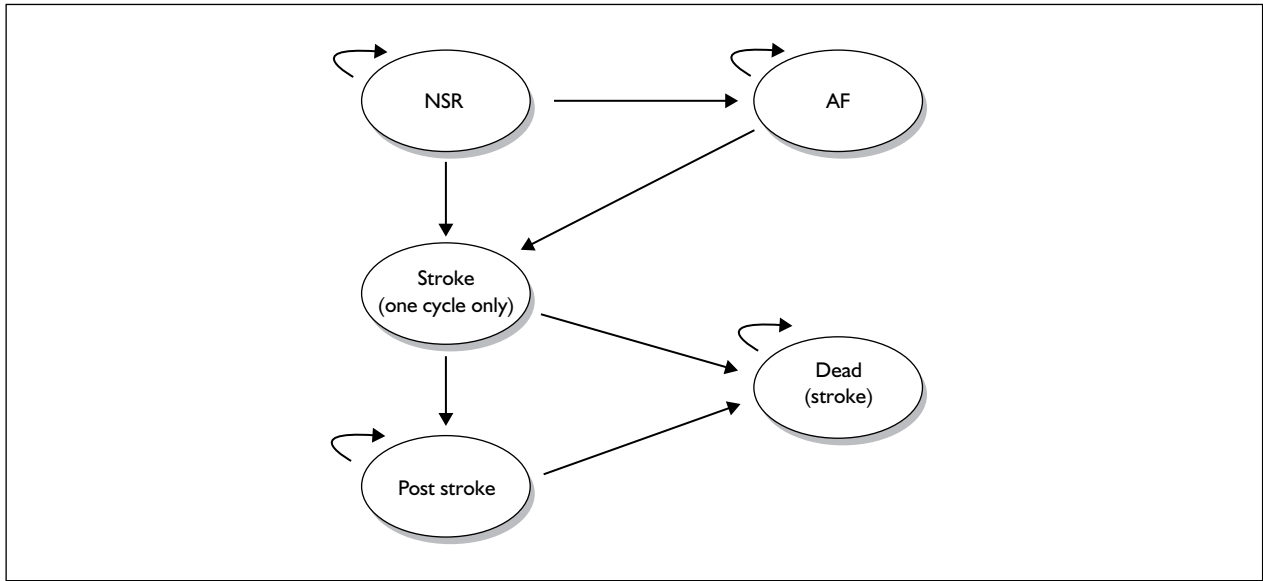 NSR
AF
Stroke
(one cycle only)
Dead
(stroke)
Post stroke